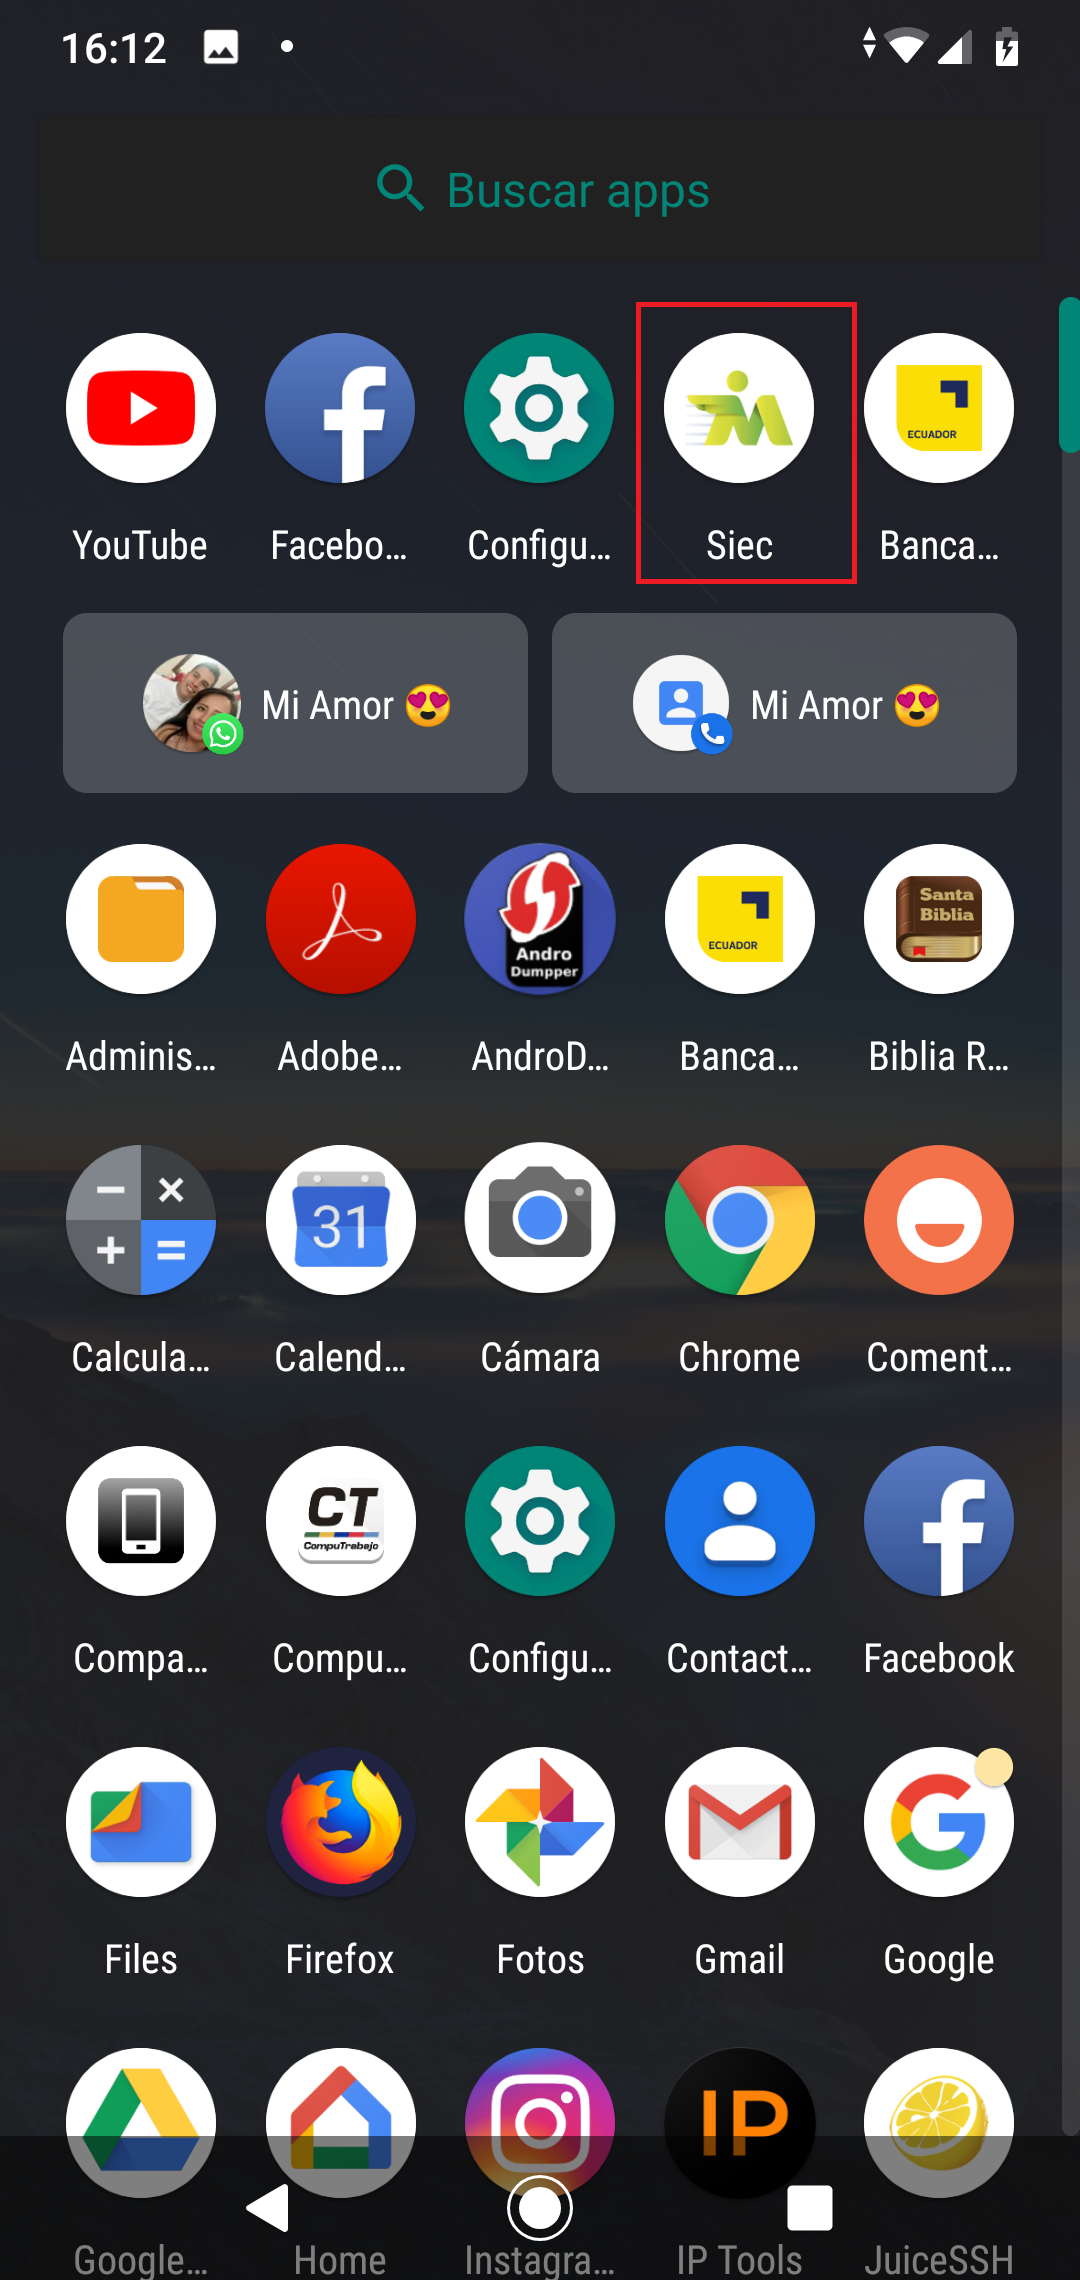 16:12
Buscar apps
YouTube
Facebo...
Configu...
Siec
ECUADOR
Banca...
Mi Amor 😍
Mi Amor 😍
Adminis...
Adobe...
Andro
Dumpper
AndroD...
ECUADOR
Banca...
Santa
Biblia
Biblia R...
Calcula...
31
Calend...
Cámara
Chrome
Coment...
Compa...
CT
CompuTrabajo
Compu...
Configu...
Contact...
Facebook
Files
Firefox
Fotos
Gmail
Google
Google...
Home
Instagra...
IP
IP Tools
JuiceSSH